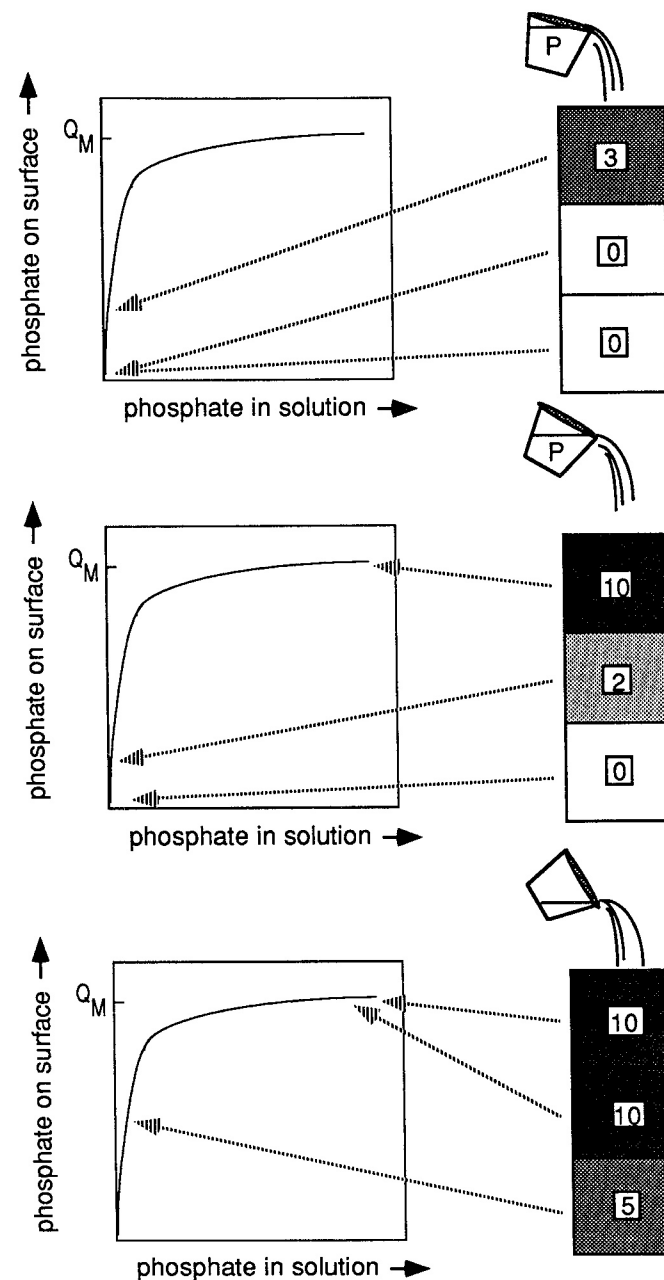 P
phosphate on surface
Q_M
3
0
0
phosphate in solution
P
phosphate on surface
Q_M
10
2
0
phosphate in solution
phosphate on surface
Q_M
10
10
5
phosphate in solution